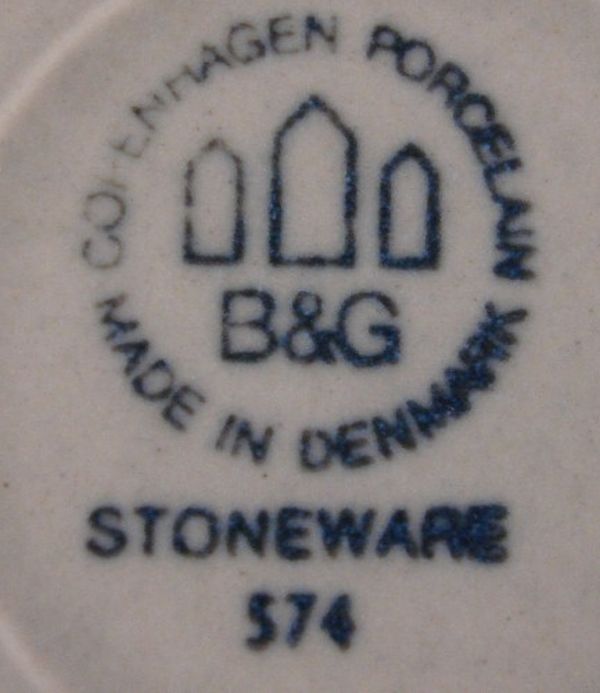 COPENHAGEN PORCELAIN
B&G
MADE IN DENMARK
STONEWARE
574